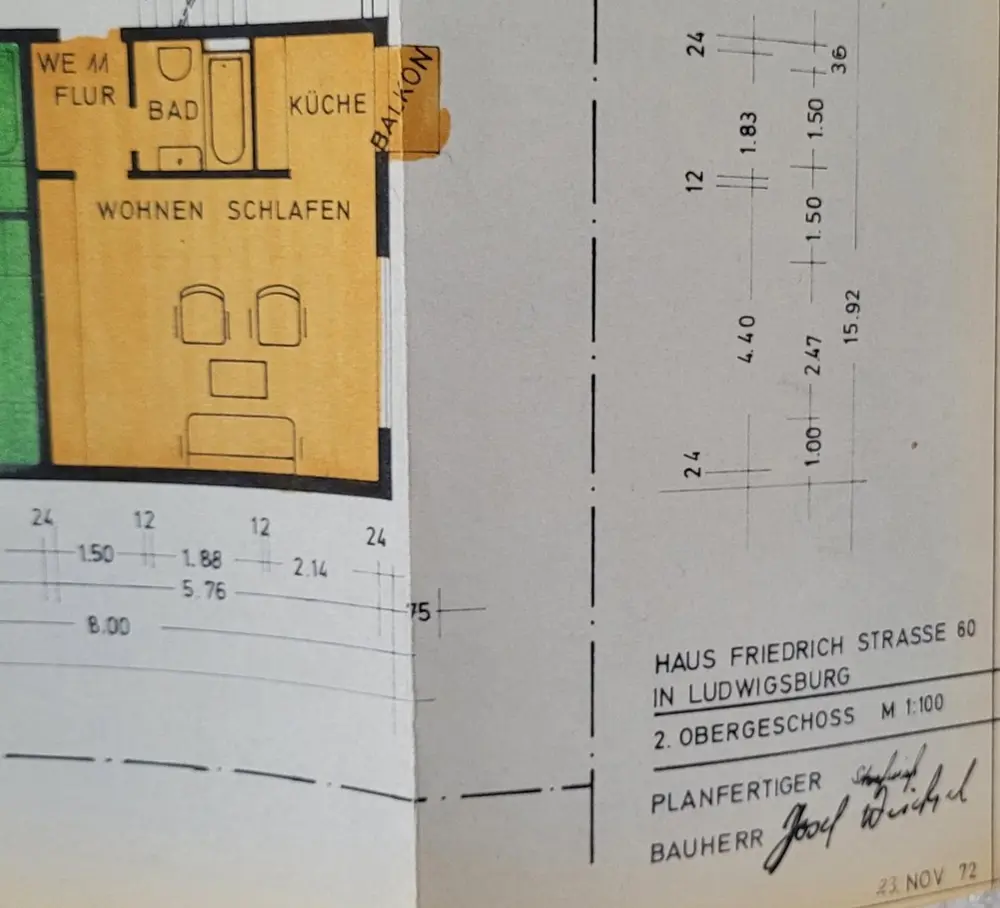 WE 11
FLUR
BAD
KÜCHE
BALKON
WOHNEN SCHLAFEN
24
36
1.83
1.50
12
1.50
4.40
2.47
15.92
24
1.00
24
12
12
24
1.50
1.88
2.14
5.76
75
8.00
HAUS FRIEDRICH STRASSE 60
IN LUDWIGSBURG
2. OBERGESCHOSS M 1:100
PLANFERTIGER
BAUHERR Josef
23. NOV 72